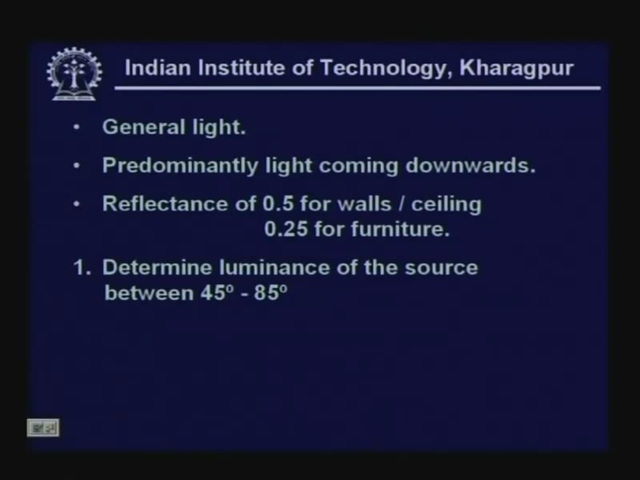 Indian Institute of Technology, Kharagpur
• General light.
• Predominantly light coming downwards.
• Reflectance of 0.5 for walls / ceiling
0.25 for furniture.
1. Determine luminance of the source
between 45º - 85º